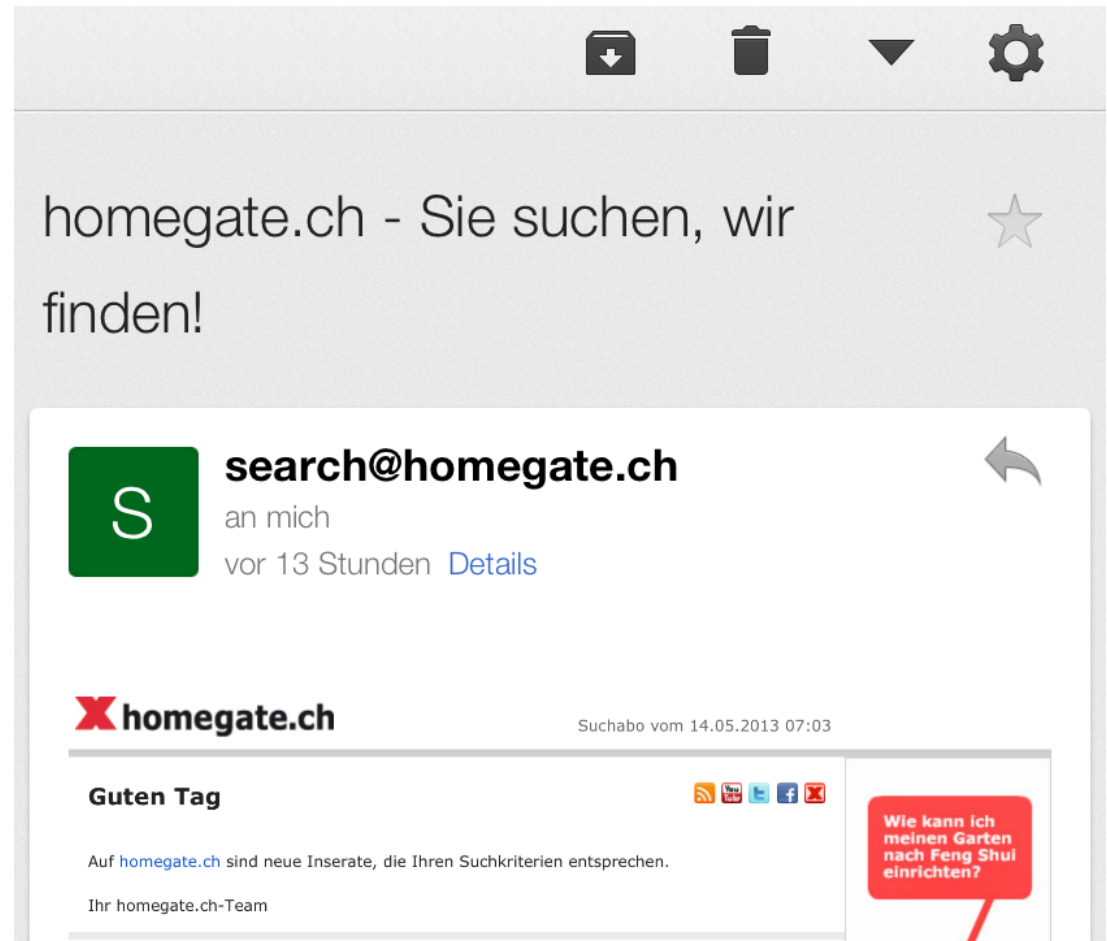 homegate.ch - Sie suchen, wir
finden!
S
search@homegate.ch
an mich
vor 13 Stunden Details
homegate.ch
Suchabo vom 14.05.2013 07:03
Guten Tag
You
Tube
Auf homegate.ch sind neue Inserate, die Ihren Suchkriterien entsprechen.
Ihr homegate.ch-Team
Wie kann ich
meinen Garten
nach Feng Shui
einrichten?